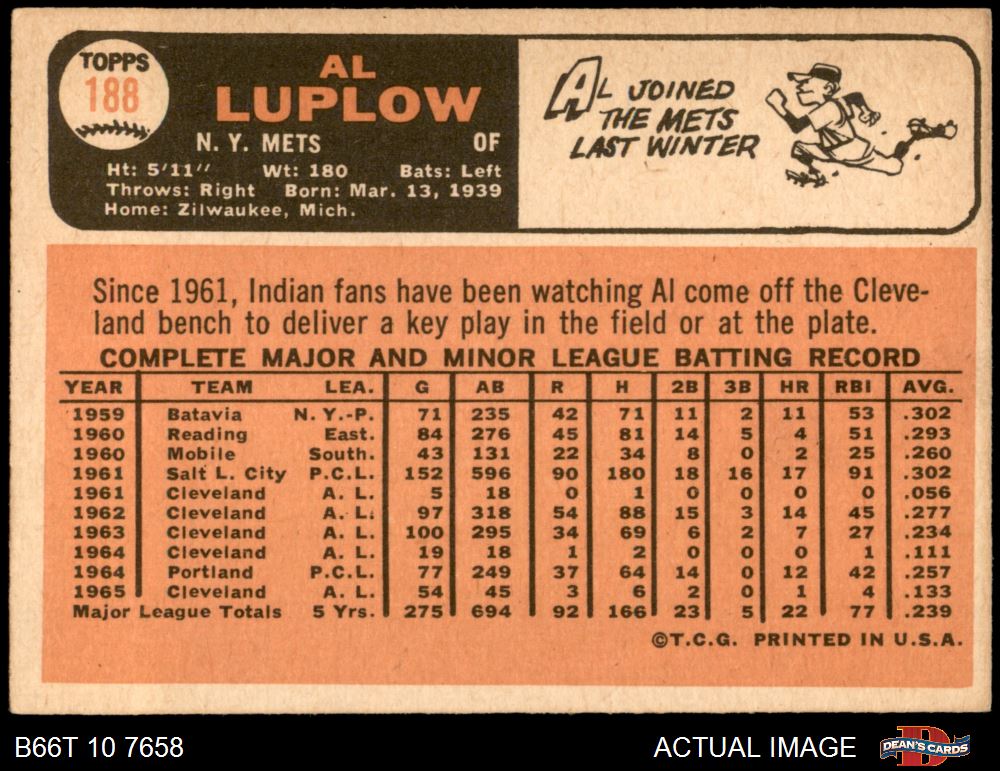 TOPPS
188
AL
LUPLOW
N. Y. METS OF
Ht: 5'11" Wt: 180 Bats: Left
Throws: Right Born: Mar. 13, 1939
Home: Zilwaukee, Mich.
AL JOINED
THE METS
LAST WINTER
Since 1961, Indian fans have been watching Al come off the Cleve-
land bench to deliver a key play in the field or at the plate.
COMPLETE MAJOR AND MINOR LEAGUE BATTING RECORD
YEAR TEAM LEA. G AB R H 2B 3B HR RBI AVG.
1959 Batavia N. Y.-P. 71 235 42 71 11 2 11 53 .302
1960 Reading East. 84 276 45 81 14 5 4 51 .293
1960 Mobile South. 43 131 22 34 8 0 2 25 .260
1961 Salt L. City P.C.L. 152 596 90 180 18 16 17 91 .302
1961 Cleveland A. L. 5 18 0 1 0 0 0 0 .056
1962 Cleveland A. L. 97 318 54 88 15 3 14 45 .277
1963 Cleveland A. L. 100 295 34 69 6 2 7 27 .234
1964 Cleveland A. L. 19 18 1 2 0 0 0 1 .111
1964 Portland P.C.L. 77 249 37 64 14 0 12 42 .257
1965 Cleveland A. L. 54 45 3 6 2 0 1 4 .133
Major League Totals 5 Yrs. 275 694 92 166 23 5 22 77 .239
©T.C.G. PRINTED IN U.S.A.
B66T 10 7658 ACTUAL IMAGE DEAN'S CARDS